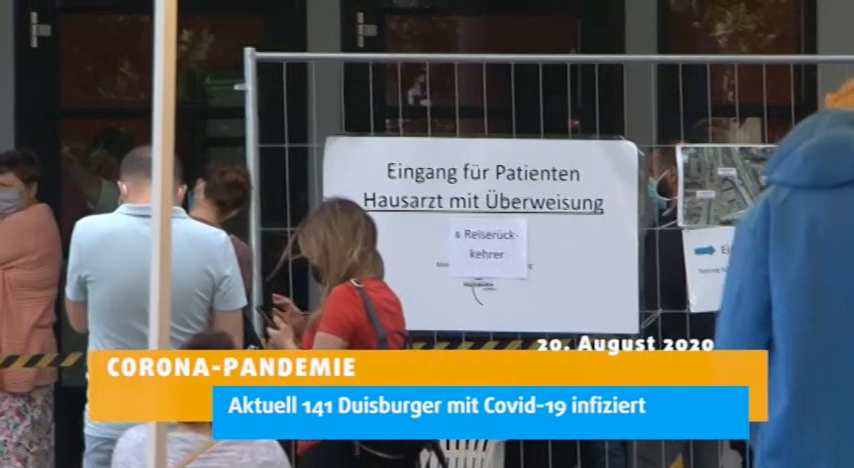 Eingang für Patienten
Hausarzt mit Überweisung
& Reiserück-
kehrer
20. August 2020
CORONA-PANDEMIE
Aktuell 141 Duisburger mit Covid-19 infiziert